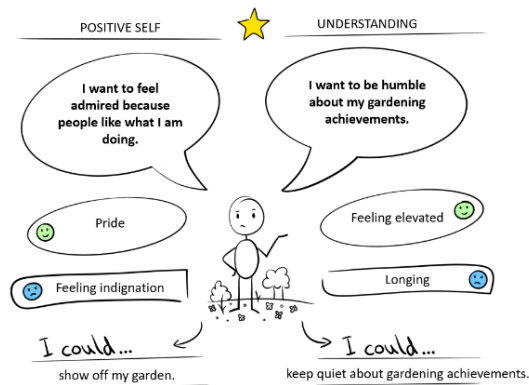 POSITIVE SELF
UNDERSTANDING
I want to feel
admired because
people like what I am
doing.
I want to be humble
about my gardening
achievements.
Pride
Feeling elevated
Feeling indignation
Longing
I could...
show off my garden.
I could...
keep quiet about gardening achievements.